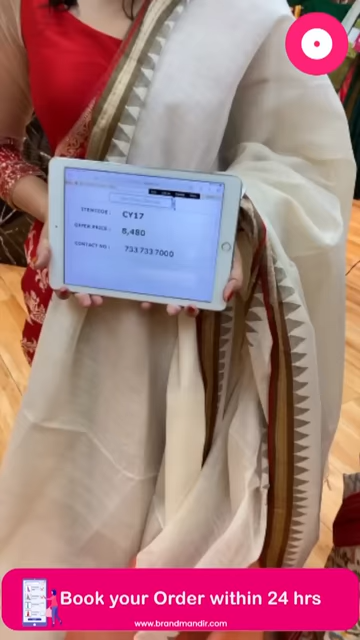 ITEMCODE : CY17
OFFER PRICE : 8,480
CONTACT NO : 733 733 7000
Book your Order within 24 hrs
www.brandmandir.com